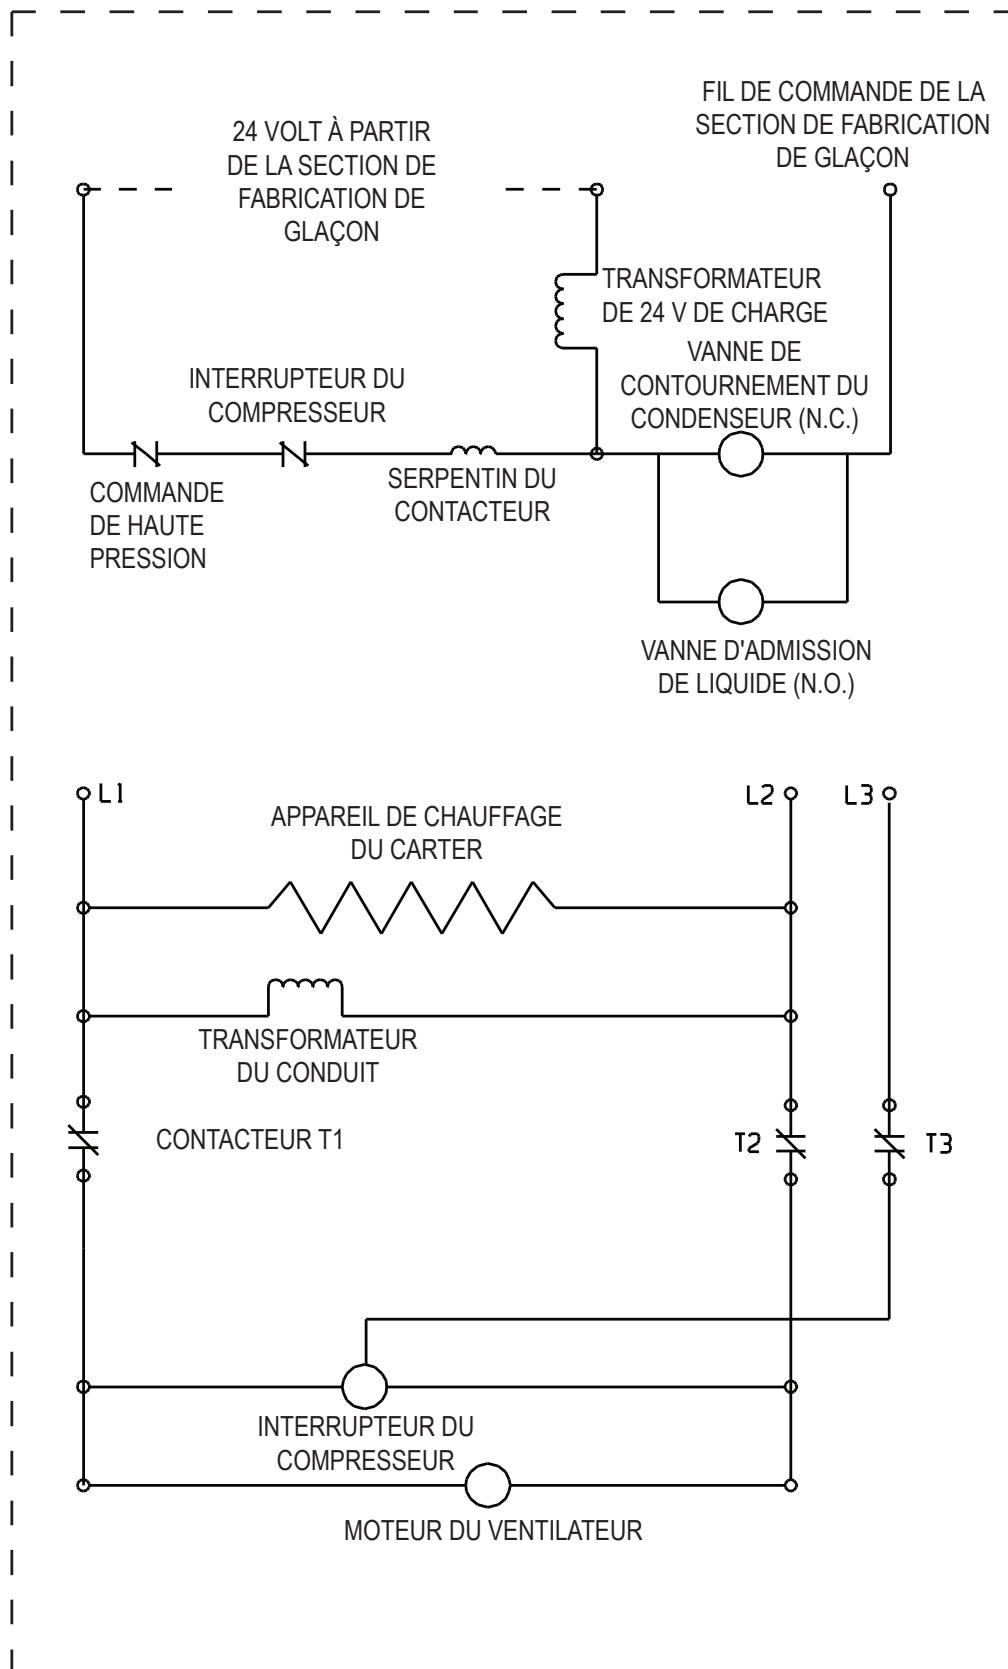 FIL DE COMMANDE DE LA
SECTION DE FABRICATION
DE GLAÇON
24 VOLT À PARTIR
DE LA SECTION DE
FABRICATION DE
GLAÇON
TRANSFORMATEUR
DE 24 V DE CHARGE
VANNE DE
CONTOURNEMENT DU
CONDENSEUR (N.C.)
INTERRUPTEUR DU
COMPRESSEUR
SERPENTIN DU
CONTACTEUR
COMMANDE
DE HAUTE
PRESSION
VANNE D'ADMISSION
DE LIQUIDE (N.O.)
L1
L2
L3
APPAREIL DE CHAUFFAGE
DU CARTER
TRANSFORMATEUR
DU CONDUIT
CONTACTEUR T1
T2
T3
INTERRUPTEUR DU
COMPRESSEUR
MOTEUR DU VENTILATEUR